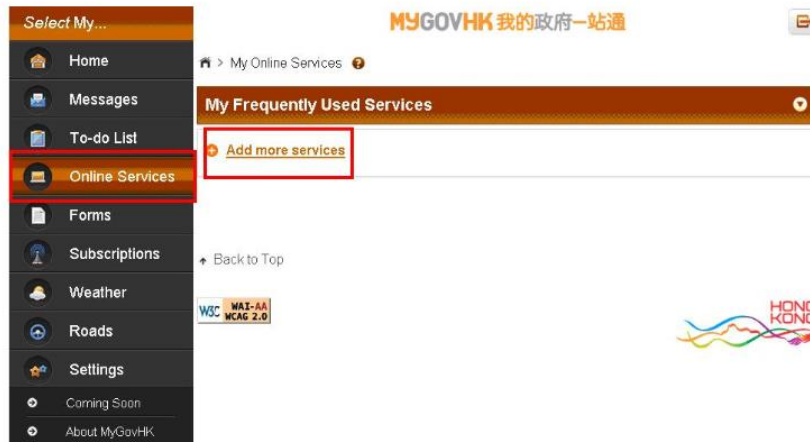 Select My...
Home
Messages
To-do List
Online Services
Forms
Subscriptions
Weather
Roads
Settings
Coming Soon
About MyGovHK
MYGOVHK 我的政府一站通
> My Online Services
My Frequently Used Services
Add more services
Back to Top
W3C WAI-AA
WCAG 2.0
HONG
KONG